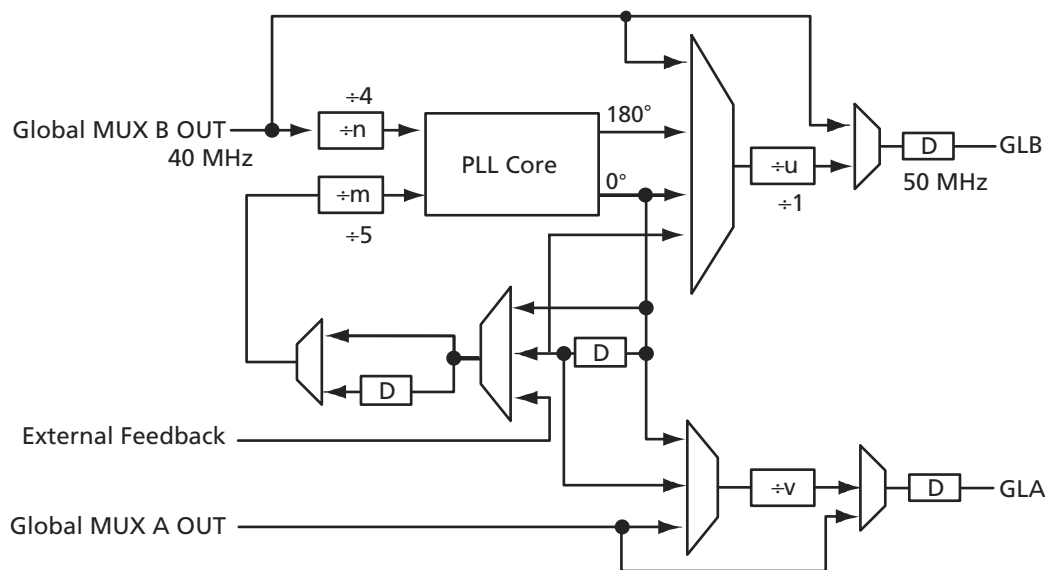 ÷4
Global MUX B OUT
÷n
180°
40 MHz
PLL Core
÷m
0°
÷5
÷u
÷1
D
GLB
50 MHz
D
D
External Feedback
÷v
D
GLA
Global MUX A OUT